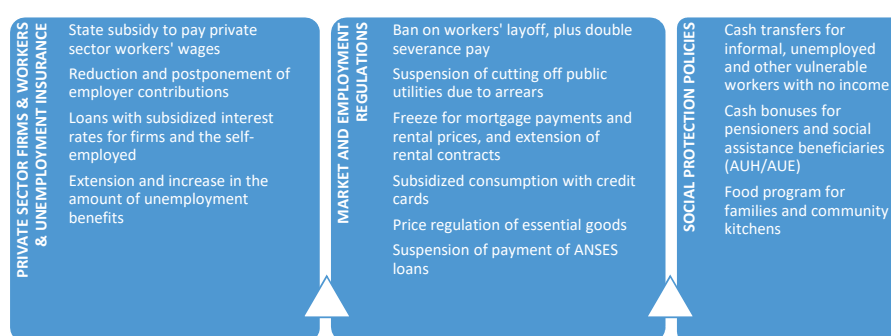 PRIVATE SECTOR FIRMS & WORKERS
& UNEMPLOYMENT INSURANCE
State subsidy to pay private
sector workers' wages
Reduction and postponement of
employer contributions
Loans with subsidized interest
rates for firms and the self-
employed
Extension and increase in the
amount of unemployment
benefits
MARKET AND EMPLOYMENT
REGULATIONS
Ban on workers' layoff, plus double
severance pay
Suspension of cutting off public
utilities due to arrears
Freeze for mortgage payments and
rental prices, and extension of
rental contracts
Subsidized consumption with credit
cards
Price regulation of essential goods
Suspension of payment of ANSES
loans
SOCIAL PROTECTION POLICIES
Cash transfers for
informal, unemployed
and other vulnerable
workers with no income
Cash bonuses for
pensioners and social
assistance beneficiaries
(AUH/AUE)
Food program for
families and community
kitchens